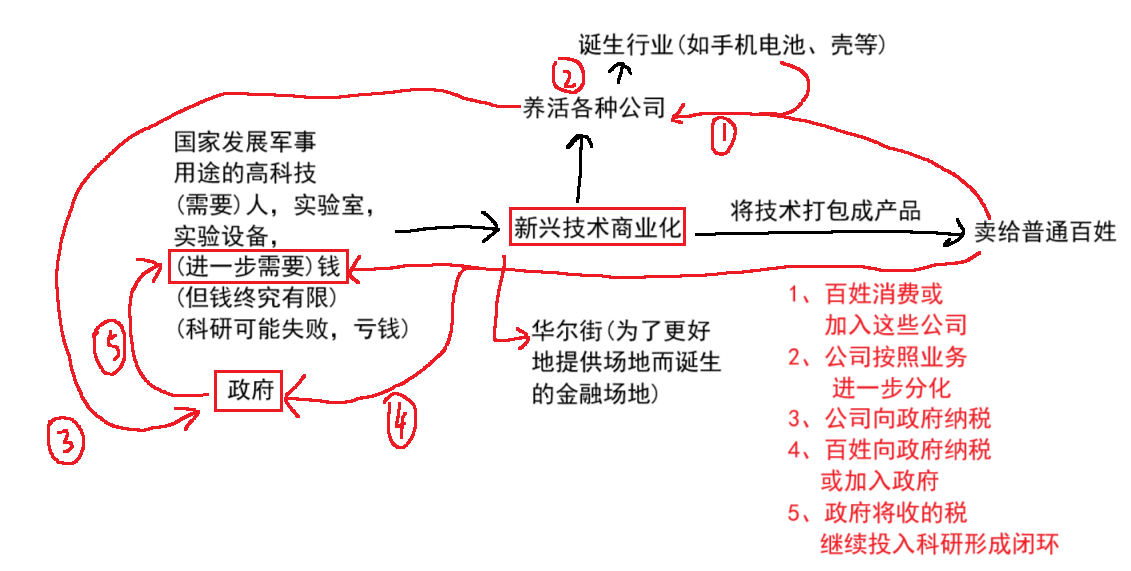 诞生行业(如手机电池、壳等)
②
养活各种公司
①
国家发展军事
用途的高科技
(需要)人，实验室，
实验设备，
(进一步需要)钱
(但钱终究有限)
(科研可能失败，亏钱)
新兴技术商业化
将技术打包成产品
卖给普通百姓
华尔街(为了更好
地提供场地而诞生
的金融场地)
⑤
政府
③
④
1、百姓消费或
加入这些公司
2、公司按照业务
进一步分化
3、公司向政府纳税
4、百姓向政府纳税
或加入政府
5、政府将收的税
继续投入科研形成闭环